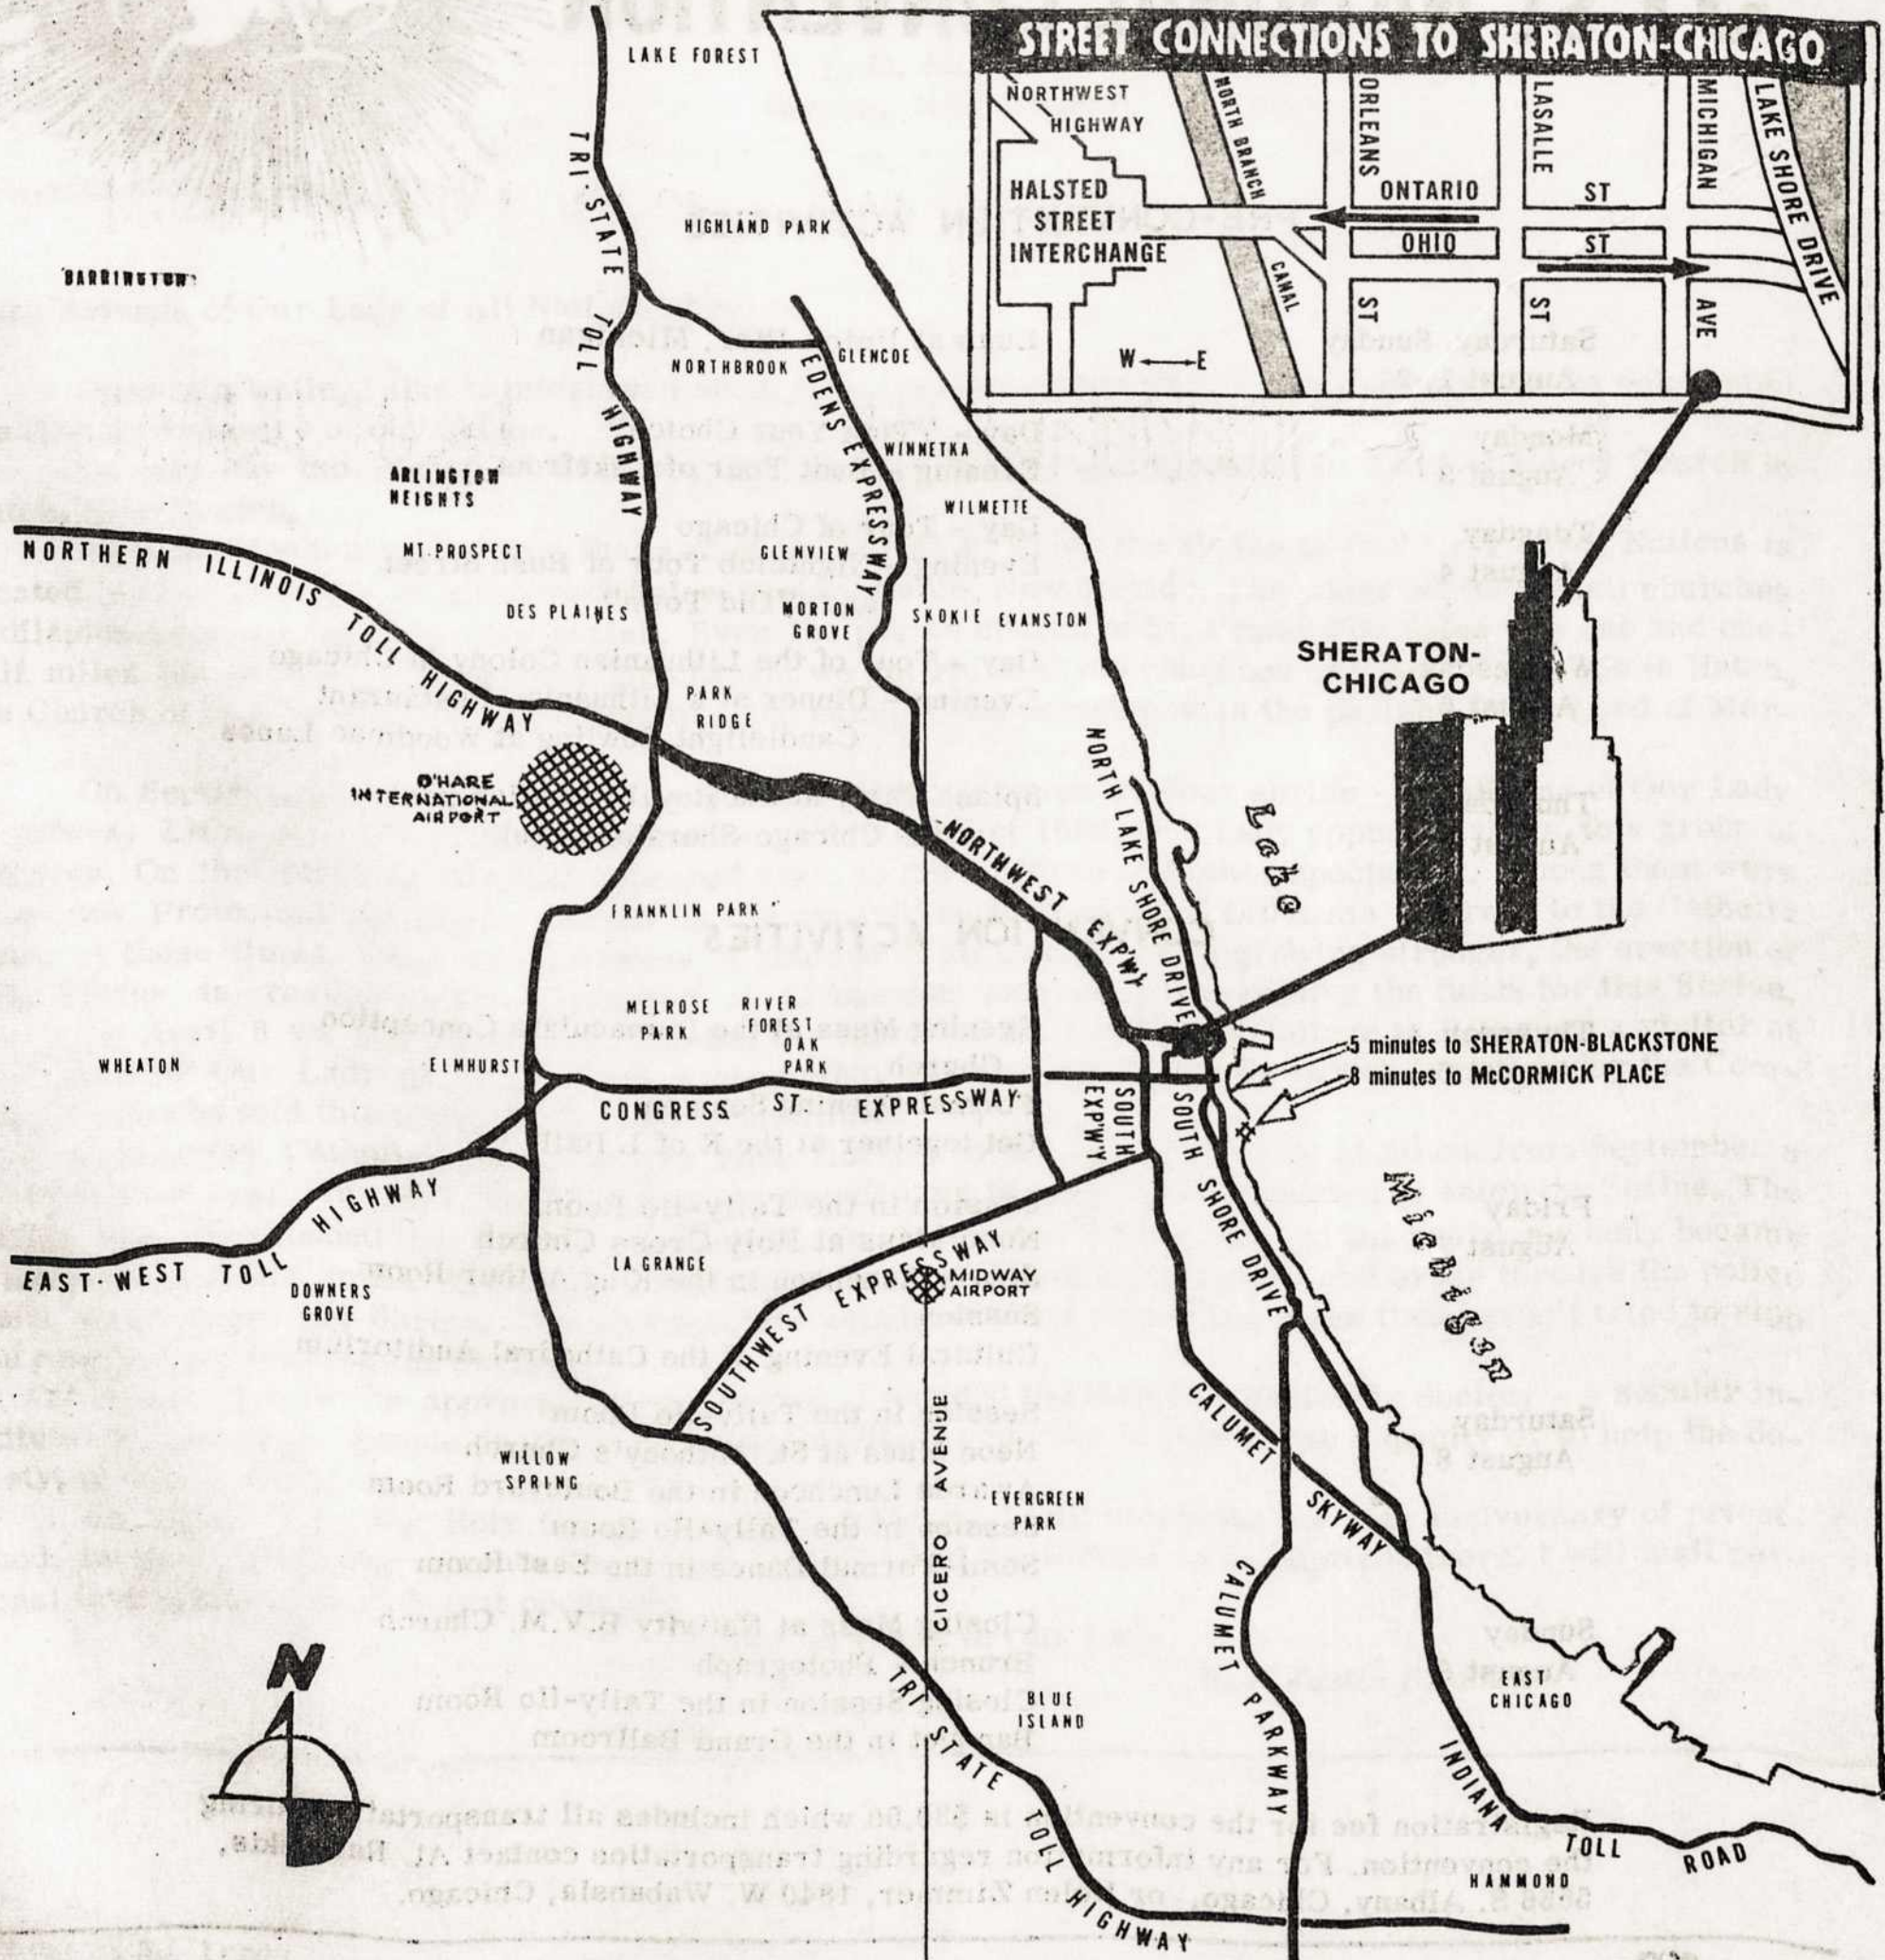 STREET CONNECTIONS TO SHERATON-CHICAGO
NORTHWEST
HIGHWAY
NORTH BRANCH
CANAL
ORLEANS
ST
LASALLE
ST
MICHIGAN
AVE
LAKE SHORE DRIVE
HALSTED
STREET
INTERCHANGE
ONTARIO ST
OHIO ST
W E
LAKE FOREST
TRI-STATE TOLL HIGHWAY
HIGHLAND PARK
BARRINGTON
NORTHBROOK
GLENCOE
EDENS EXPRESSWAY
WINNETKA
ARLINGTON
HEIGHTS
WILMETTE
MT. PROSPECT
GLENVIEW
NORTHERN ILLINOIS TOLL HIGHWAY
DES PLAINES
MORTON
GROVE
SKOKIE EVANSTON
SHERATON-
CHICAGO
PARK
RIDGE
O'HARE
INTERNATIONAL
AIRPORT
NORTH LAKE SHORE DRIVE
Lake
NORTHWEST EXP'WY
FRANKLIN PARK
MELROSE
PARK
RIVER
FOREST
OAK
PARK
WHEATON
ELMHURST
5 minutes to SHERATON-BLACKSTONE
8 minutes to McCORMICK PLACE
CONGRESS ST. EXPRESSWAY
SOUTH
EXP'WY
SOUTH SHORE DRIVE
Michigan
EAST-WEST TOLL HIGHWAY
DOWNERS
GROVE
LA GRANGE
SOUTHWEST EXPRESSWAY
MIDWAY
AIRPORT
CALUMET SKYWAY
WILLOW
SPRING
CICERO AVENUE
EVERGREEN
PARK
CALUMET PARKWAY
N
TRI STATE TOLL HIGHWAY
BLUE
ISLAND
EAST
CHICAGO
INDIANA TOLL ROAD
HAMMOND